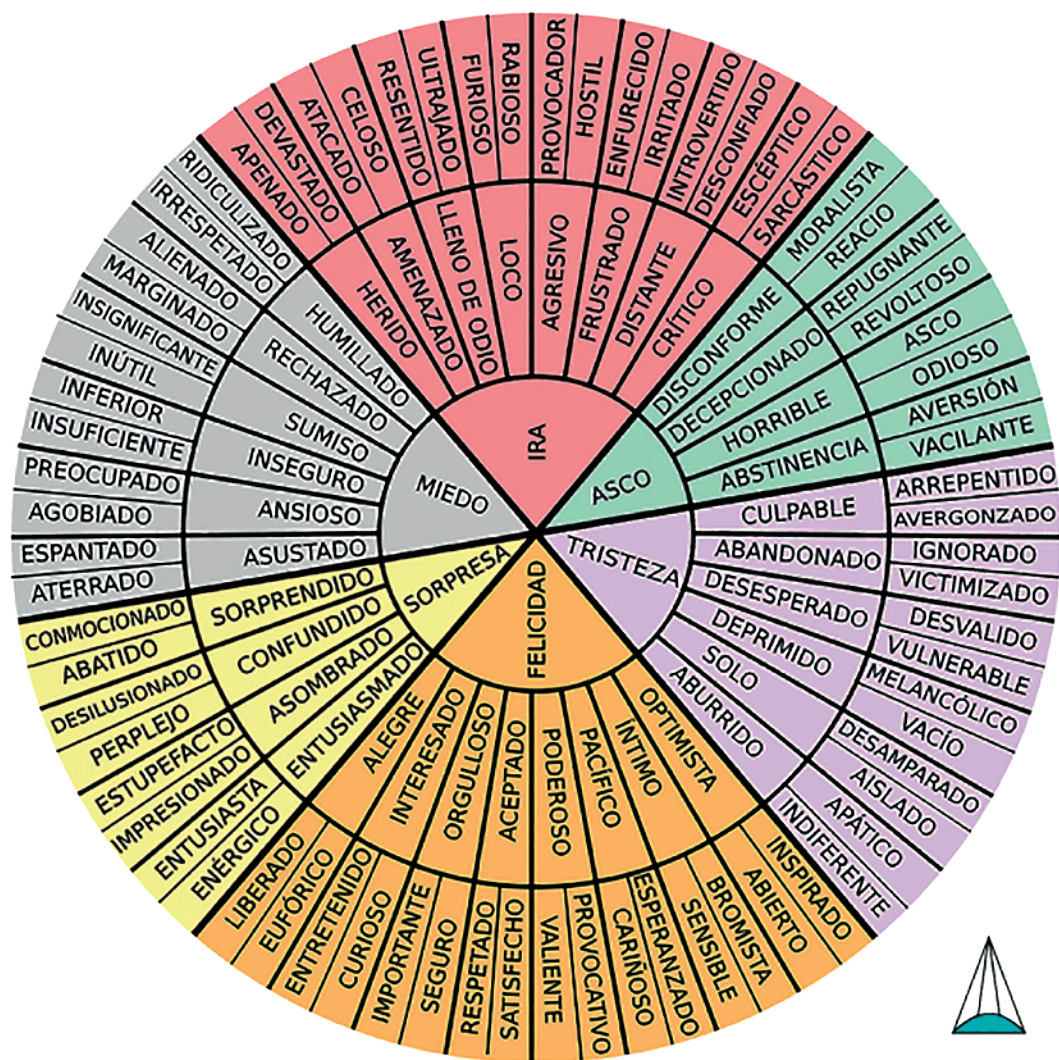 IRA
HERIDO
APENADO
DEVASTADO
AMENAZADO
ATACADO
CELOSO
LLENO DE ODIO
RESENTIDO
ULTRAJADO
LOCO
FURIOSO
RABIOSO
AGRESIVO
PROVOCADOR
HOSTIL
FRUSTRADO
ENFURECIDO
IRRITADO
DISTANTE
INTROVERTIDO
DESCONFIADO
CRÍTICO
ESCÉPTICO
SARCÁSTICO
ASCO
DISCONFORME
MORALISTA
REACIO
DECEPCIONADO
REPUGNANTE
REVOLTOSO
HORRIBLE
ASCO
ODIOSO
ABSTINENCIA
AVERSIÓN
VACILANTE
TRISTEZA
CULPABLE
ARREPENTIDO
AVERGONZADO
ABANDONADO
IGNORADO
VICTIMIZADO
DESESPERADO
DESVALIDO
VULNERABLE
DEPRIMIDO
MELANCÓLICO
VACÍO
SOLO
DESAMPARADO
AISLADO
ABURRIDO
APÁTICO
INDIFERENTE
FELICIDAD
OPTIMISTA
INSPIRADO
ABIERTO
ÍNTIMO
BROMISTA
SENSIBLE
PACÍFICO
ESPERANZADO
CARIÑOSO
PODEROSO
PROVOCATIVO
VALIENTE
ACEPTADO
SATISFECHO
RESPETADO
ORGULLOSO
SEGURO
IMPORTANTE
INTERESADO
CURIOSO
ENTRETENIDO
ALEGRE
EUFÓRICO
LIBERADO
SORPRESA
ENTUSIASMADO
ENÉRGICO
ENTUSIASTA
ASOMBRADO
IMPRESIONADO
ESTUPEFACTO
CONFUNDIDO
PERPLEJO
DESILUSIONADO
SORPRENDIDO
ABATIDO
CONMOCIONADO
MIEDO
ASUSTADO
ATERRADO
ESPANTADO
ANSIOSO
AGOBIADO
PREOCUPADO
INSEGURO
INSUFICIENTE
INFERIOR
SUMISO
INÚTIL
INSIGNIFICANTE
RECHAZADO
MARGINADO
ALIENADO
HUMILLADO
IRRESPETADO
RIDICULIZADO